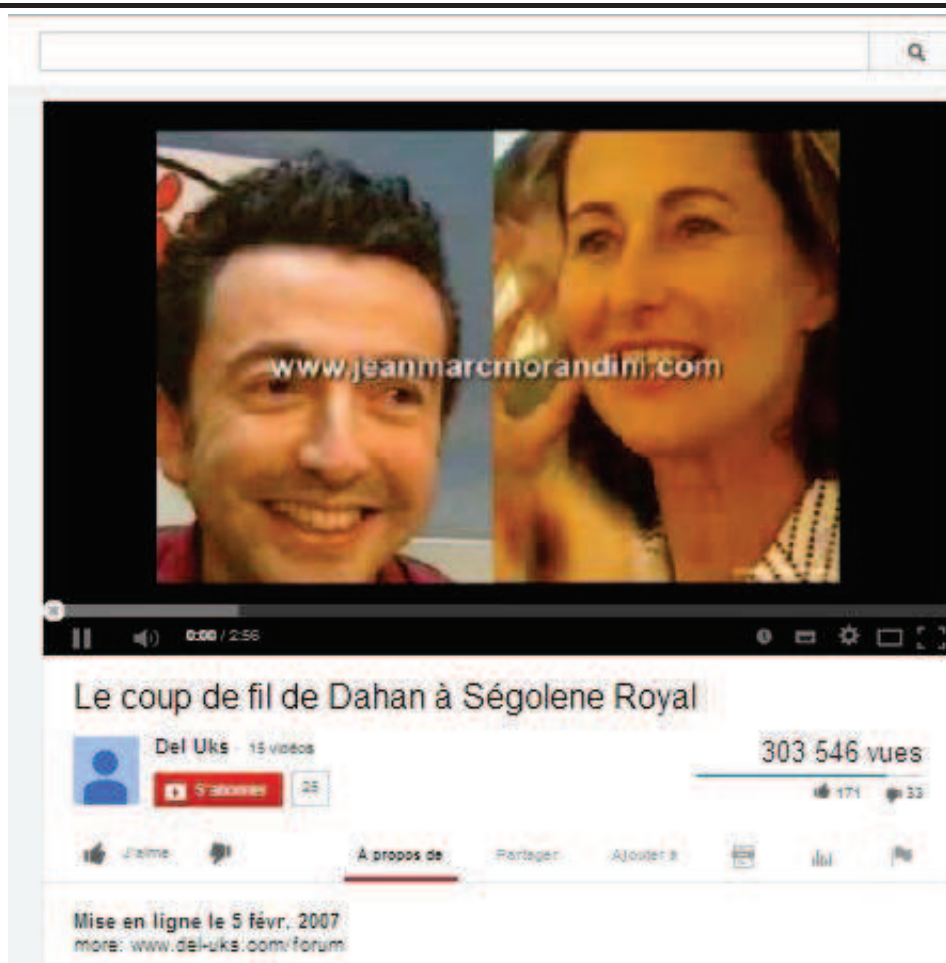 www.jeanmarcmorandini.com
0:00 / 2:56
Le coup de fil de Dahan à Ségolene Royal
Del Uks - 15 vidéos
S'abonner 25
303 546 vues
171 33
J'aime
À propos de Partager Ajouter à
Mise en ligne le 5 févr. 2007
more: www.del-uks.com/forum